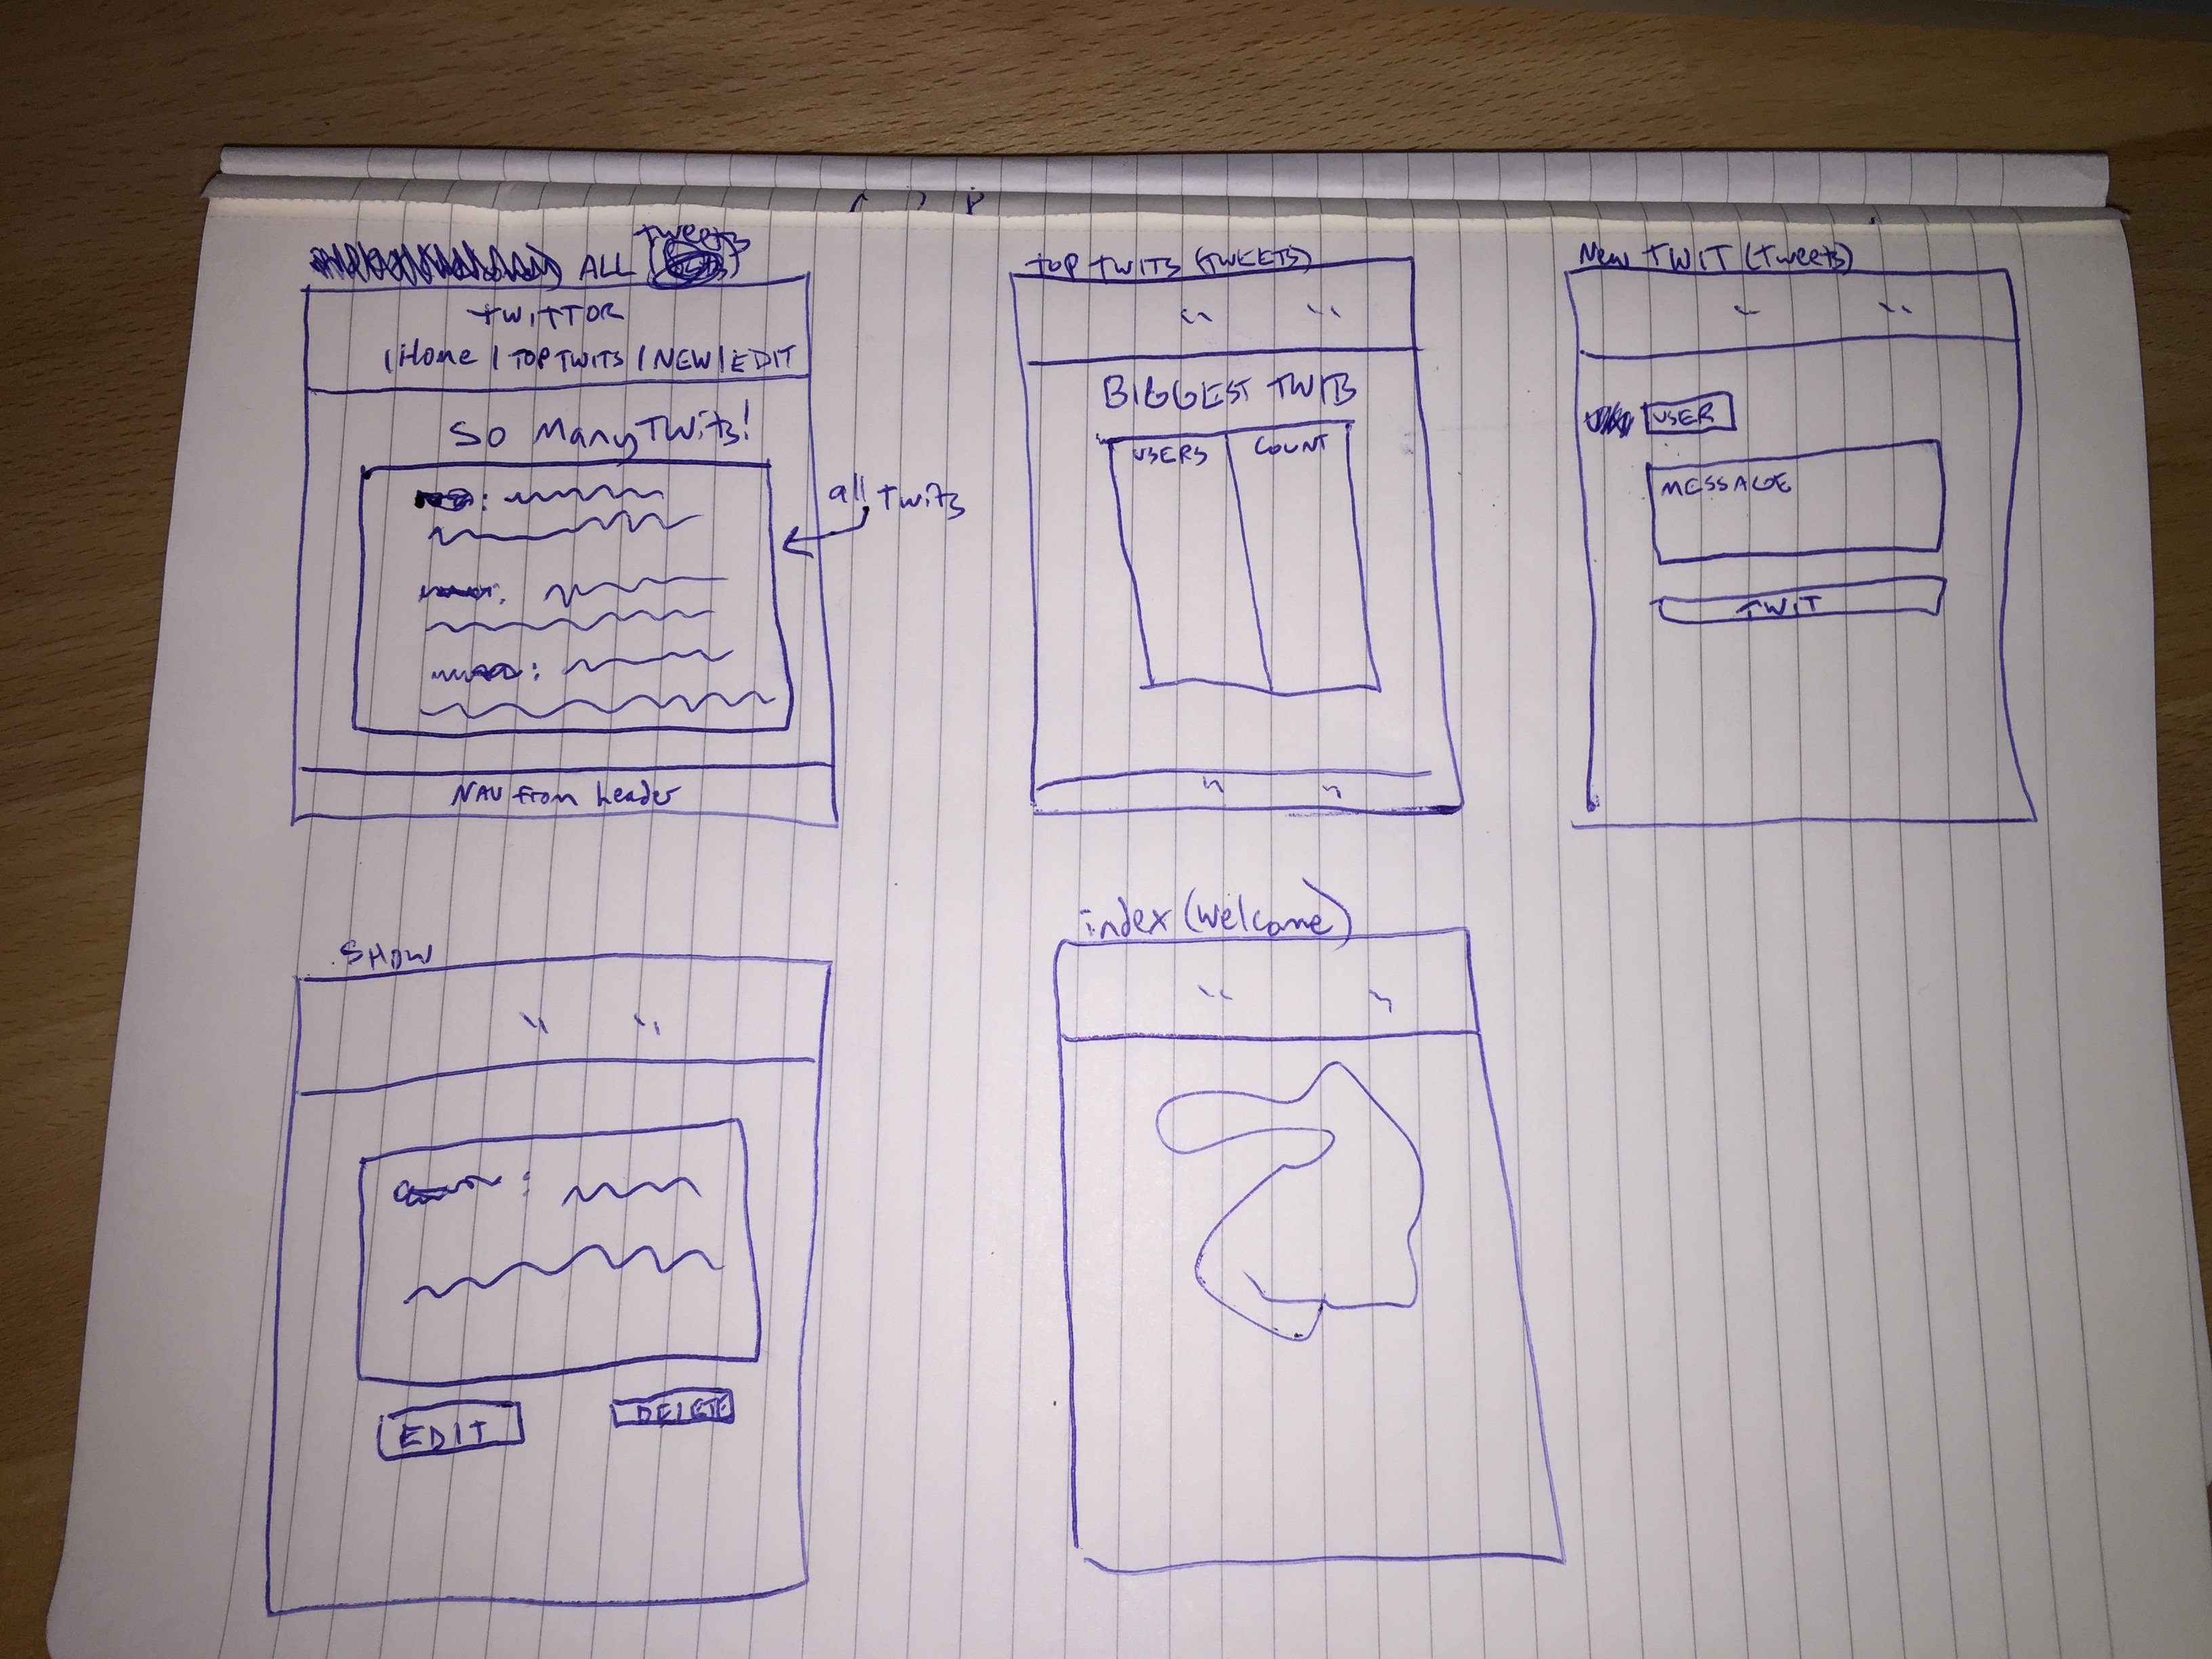 ALL (tweets)
TWITTOR
| Home | TOP TWITS | NEW | EDIT
So Many Twits!
all Twits
NAV from header
TOP TWITS (TWEETS)
" "
BIGGEST TWITS
USERS COUNT
" "
New TWIT (Tweets)
" "
USER
MESSAGE
TWIT
SHOW
" "
EDIT DELETE
index (welcome)
" "